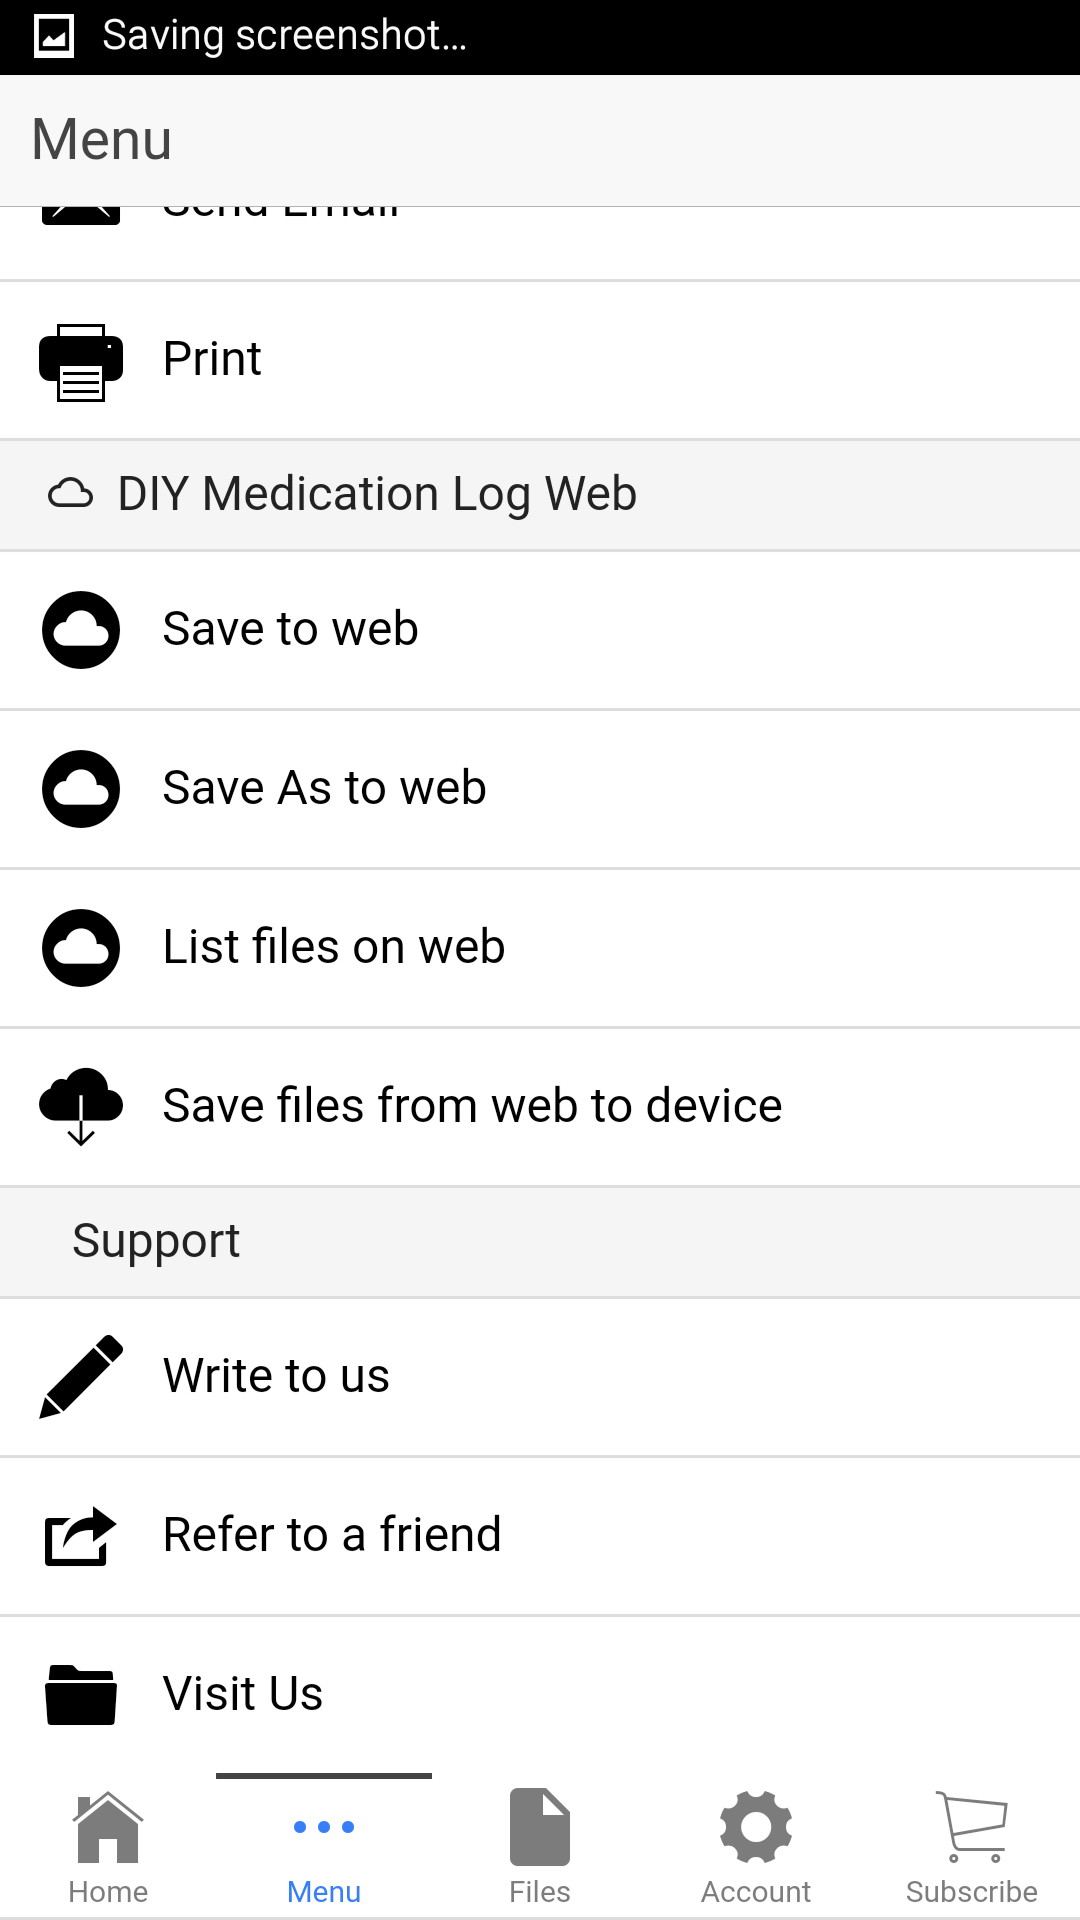 Saving screenshot...
Menu
Send Email
Print
DIY Medication Log Web
Save to web
Save As to web
List files on web
Save files from web to device
Support
Write to us
Refer to a friend
Visit Us
Home
Menu
Files
Account
Subscribe